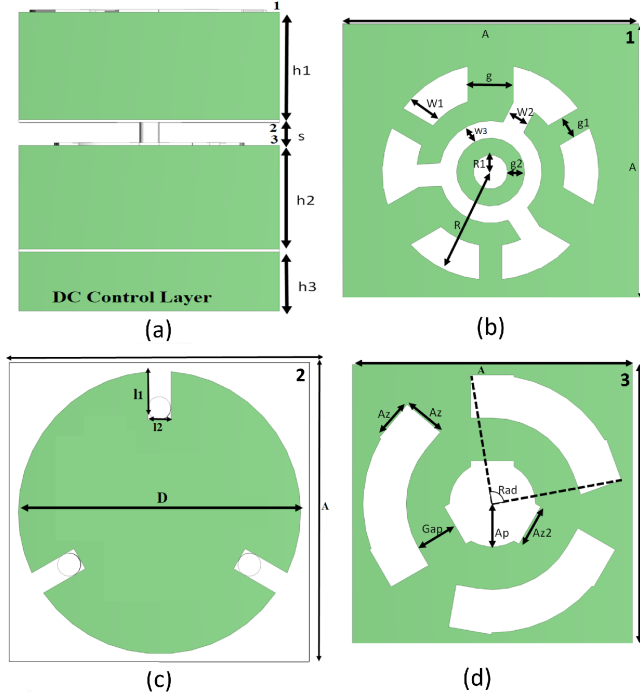 1
h1
2
3
s
h2
h3
DC Control Layer
(a)
A
1
g
W1
W2
W3
g1
R1
g2
R
A
(b)
A
2
l1
l2
D
A
(c)
A
3
Az
Az
Rad
Gap
Ap
Az2
(d)